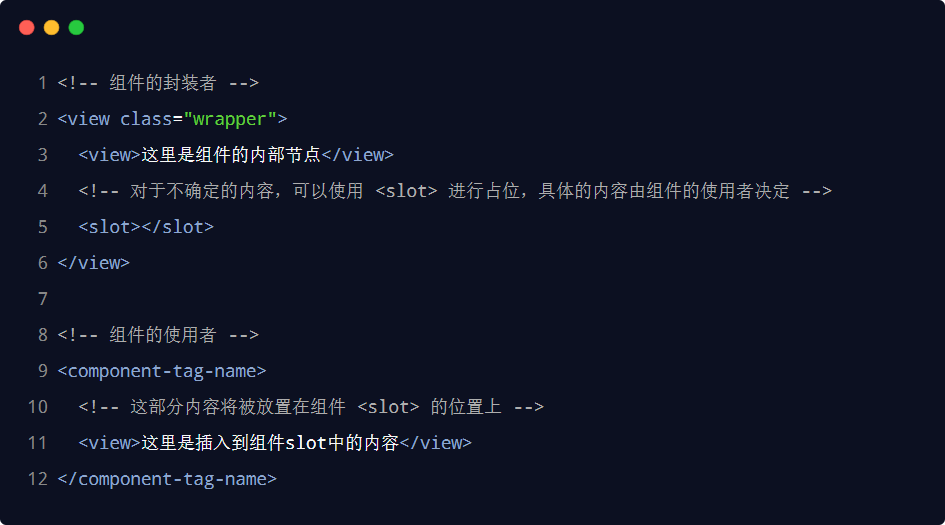 1 <!-- 组件的封装者 -->
2 <view class="wrapper">
3   <view>这里是组件的内部节点</view>
4   <!-- 对于不确定的内容，可以使用 <slot> 进行占位，具体的内容由组件的使用者决定 -->
5   <slot></slot>
6 </view>
7
8 <!-- 组件的使用者 -->
9 <component-tag-name>
10   <!-- 这部分内容将被放置在组件 <slot> 的位置上 -->
11   <view>这里是插入到组件slot中的内容</view>
12 </component-tag-name>